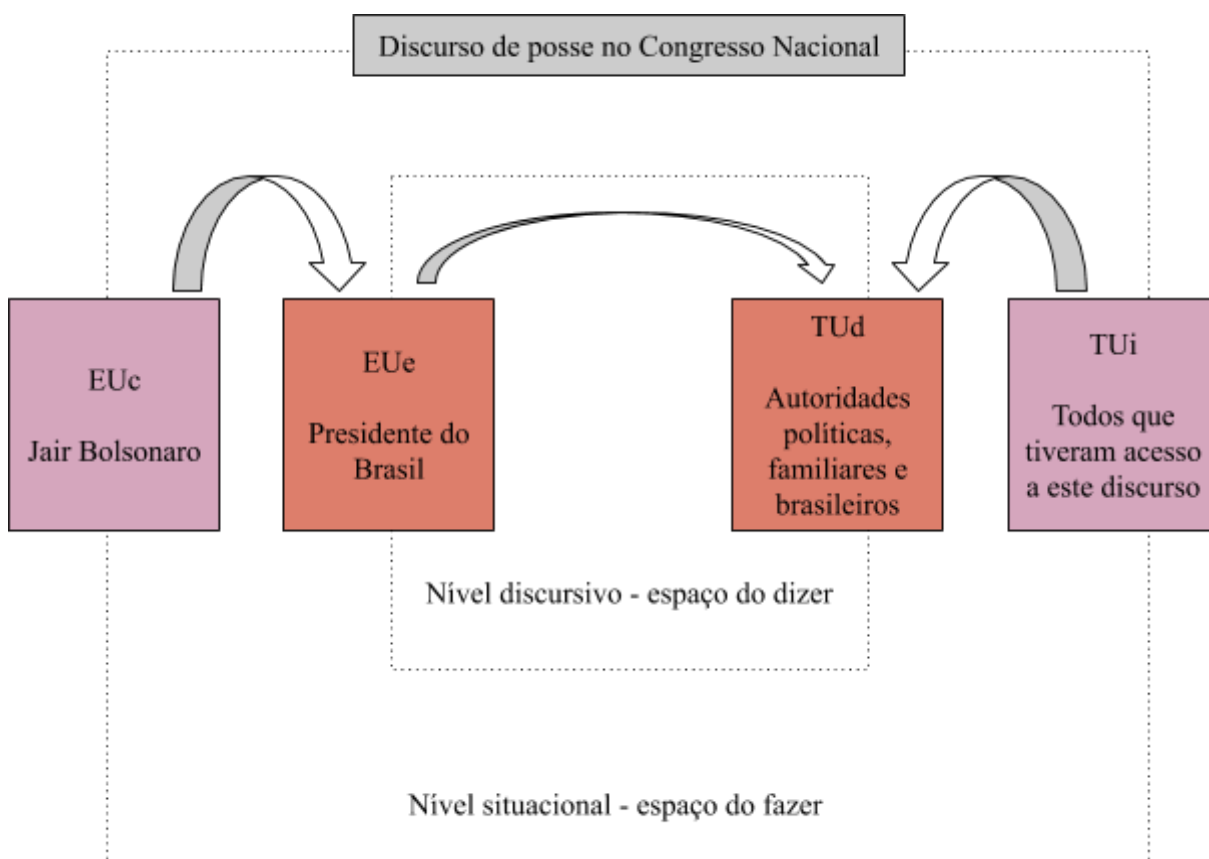 Discurso de posse no Congresso Nacional
EUc
Jair Bolsonaro
EUe
Presidente do
Brasil
TUd
Autoridades
políticas,
familiares e
brasileiros
TUi
Todos que
tiveram acesso
a este discurso
Nível discursivo - espaço do dizer
Nível situacional - espaço do fazer